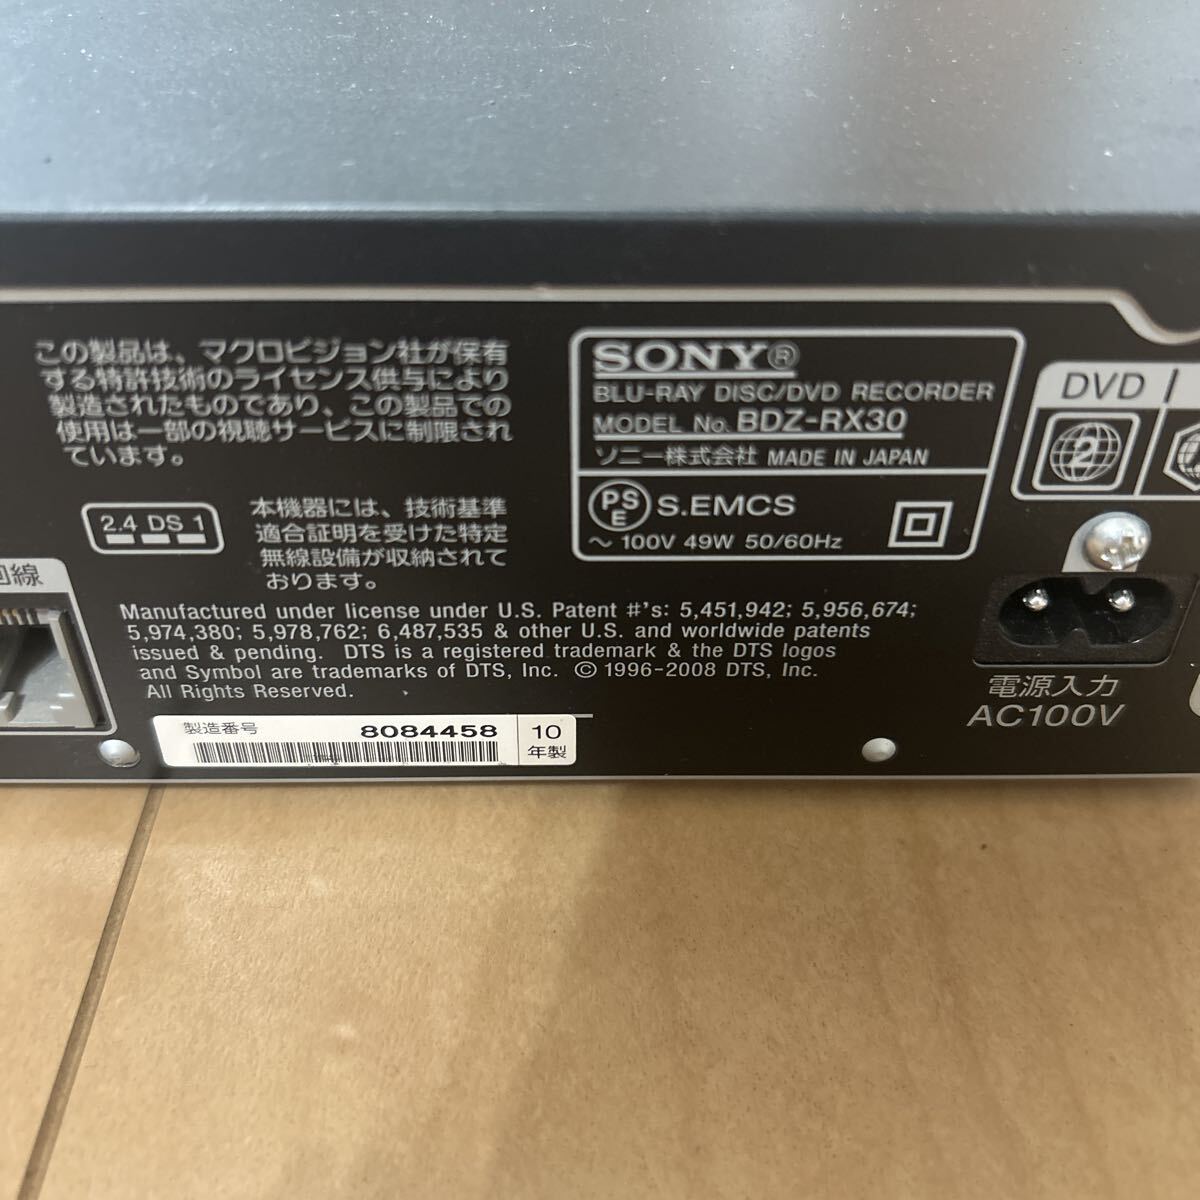 この製品は、マクロビジョン社が保有
する特許技術のライセンス供与により
製造されたものであり、この製品での
使用は一部の視聴サービスに制限され
ています。
2.4 DS 1
本機器には、技術基準
適合証明を受けた特定
無線設備が収納されて
おります。
回線
SONY®
BLU-RAY DISC/DVD RECORDER
MODEL No. BDZ-RX30
ソニー株式会社 MADE IN JAPAN
PSE S.EMCS
～ 100V 49W 50/60Hz
DVD
2
Manufactured under license under U.S. Patent #'s: 5,451,942; 5,956,674;
5,974,380; 5,978,762; 6,487,535 & other U.S. and worldwide patents
issued & pending. DTS is a registered trademark & the DTS logos
and Symbol are trademarks of DTS, Inc. © 1996-2008 DTS, Inc.
All Rights Reserved.
電源入力
AC100V
製造番号 8084458 10
年製